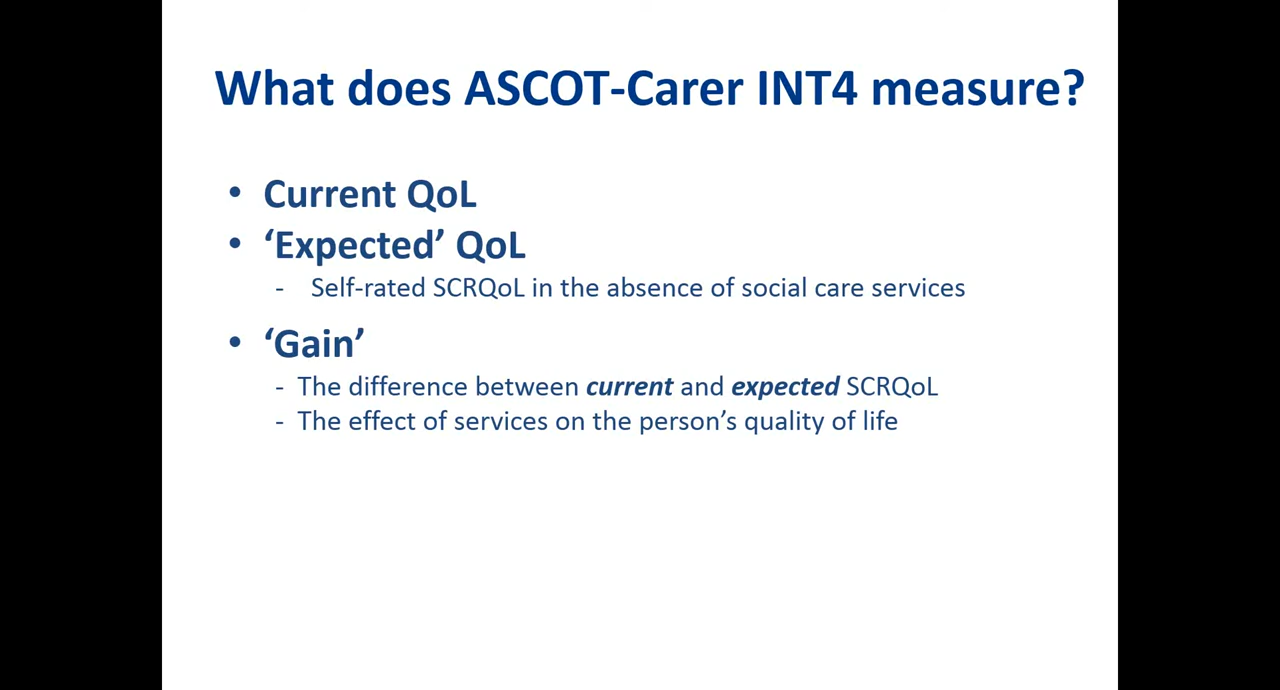 What does ASCOT-Carer INT4 measure?
• Current QoL
• ‘Expected’ QoL
- Self-rated SCRQoL in the absence of social care services
• ‘Gain’
- The difference between current and expected SCRQoL
- The effect of services on the person’s quality of life